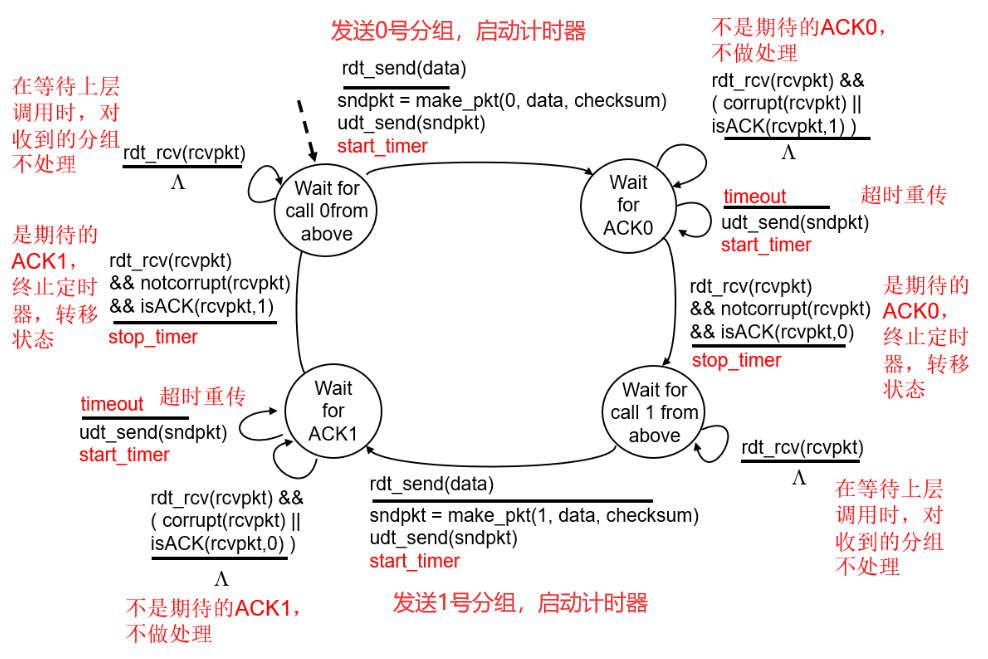 发送0号分组，启动计时器
rdt_send(data)
sndpkt = make_pkt(0, data, checksum)
udt_send(sndpkt)
start_timer
不是期待的ACK0，
不做处理
rdt_rcv(rcvpkt) &&
( corrupt(rcvpkt) ||
isACK(rcvpkt,1) )
Λ
在等待上层
调用时，对
收到的分组
不处理
rdt_rcv(rcvpkt)
Λ
Wait for
call 0from
above
Wait
for
ACK0
timeout
udt_send(sndpkt)
start_timer
超时重传
是期待的
ACK1，
终止定时
器，转移
状态
rdt_rcv(rcvpkt)
&& notcorrupt(rcvpkt)
&& isACK(rcvpkt,1)
stop_timer
rdt_rcv(rcvpkt)
&& notcorrupt(rcvpkt)
&& isACK(rcvpkt,0)
stop_timer
是期待的
ACK0，
终止定时
器，转移
状态
timeout
udt_send(sndpkt)
start_timer
超时重传
Wait
for
ACK1
Wait for
call 1 from
above
rdt_rcv(rcvpkt)
Λ
在等待上层
调用时，对
收到的分组
不处理
rdt_rcv(rcvpkt) &&
( corrupt(rcvpkt) ||
isACK(rcvpkt,0) )
Λ
不是期待的ACK1，
不做处理
rdt_send(data)
sndpkt = make_pkt(1, data, checksum)
udt_send(sndpkt)
start_timer
发送1号分组，启动计时器